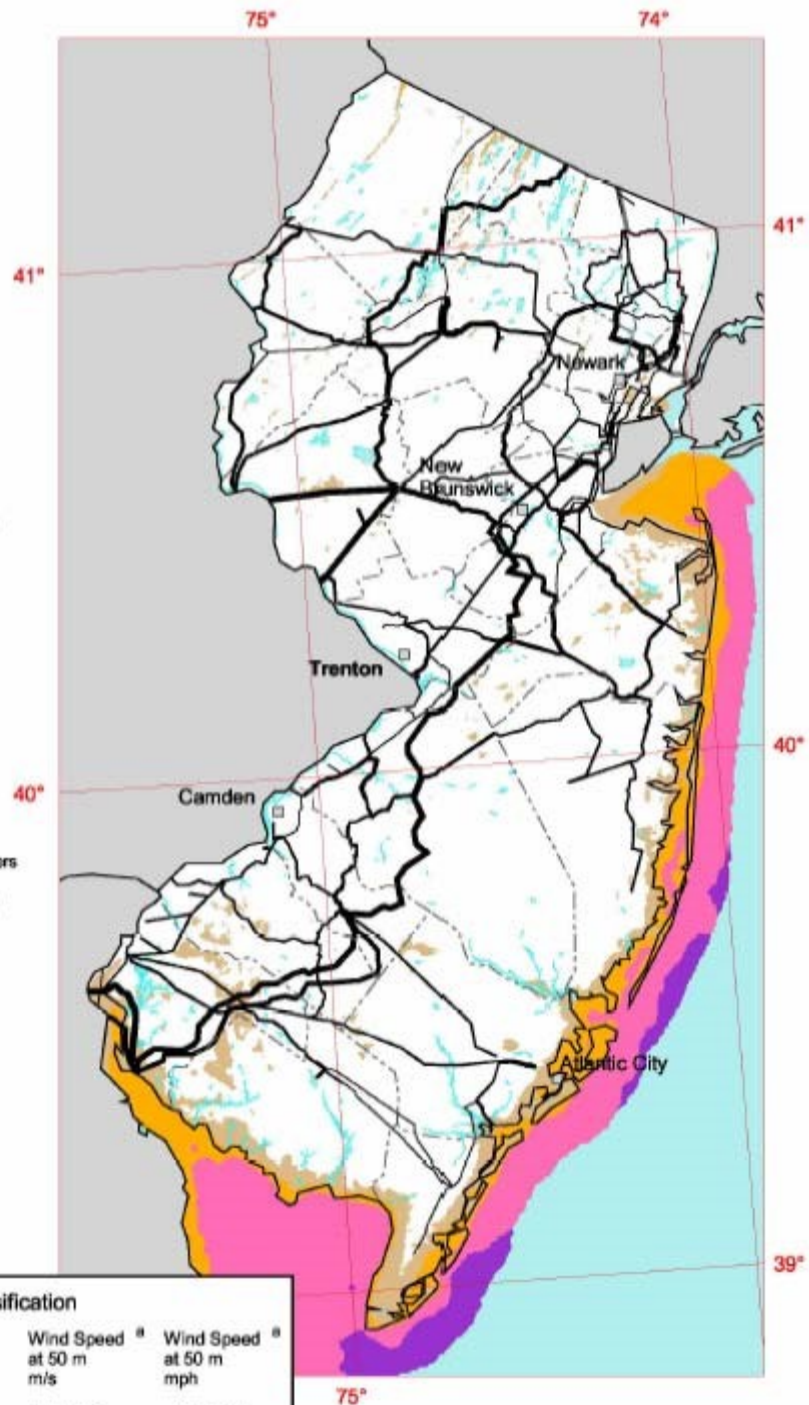 75°
74°
41°
41°
Newark
New
Brunswick
Trenton
40°
40°
Camden
ers
Atlantic City
39°
sification
Wind Speed a
at 50 m
m/s
Wind Speed a
at 50 m
mph
75°